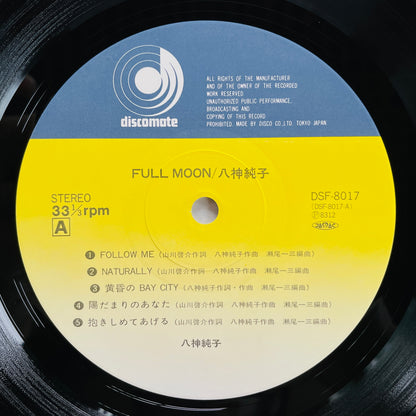 discomate
ALL RIGHTS OF THE MANUFACTURER
AND OF THE OWNER OF THE RECORDED
WORK RESERVED
UNAUTHORIZED PUBLIC PERFORMANCE,
BROADCASTING AND
COPYING OF THIS RECORD
PROHIBITED. MADE BY DISCO CO.,LTD. TOKYO JAPAN
FULL MOON/八神純子
STEREO
33 1/3 rpm
A
DSF-8017
(DSF-8017-A)
Ⓟ8312
1 FOLLOW ME (山川啓介作詞 八神純子作曲 瀬尾一三編曲)
2 NATURALLY (山川啓介作詞 八神純子作曲 瀬尾一三編曲)
3 黄昏の BAY CITY (八神純子作詞・作曲 瀬尾一三編曲)
4 陽だまりのあなた (山川啓介作詞 八神純子作曲 瀬尾一三編曲)
5 抱きしめてあげる (山川啓介作詞 八神純子作曲 瀬尾一三編曲)
八神純子